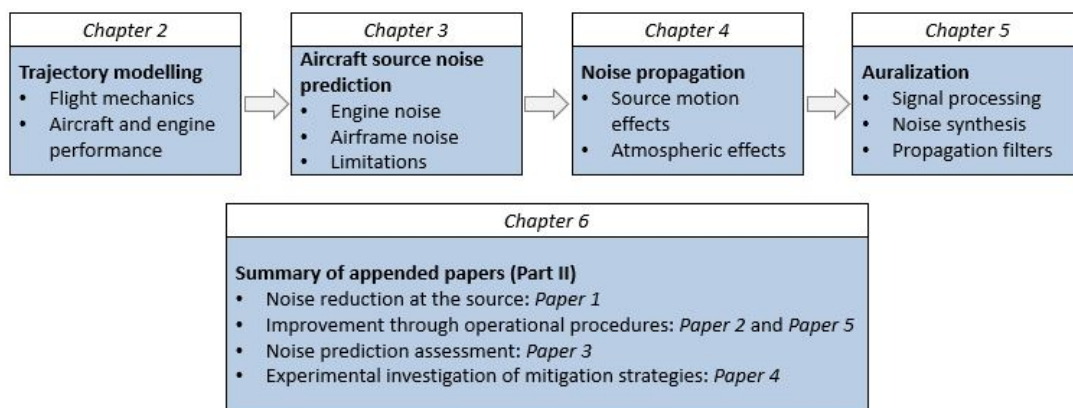 Chapter 2
Trajectory modelling
• Flight mechanics
• Aircraft and engine
performance
Chapter 3
Aircraft source noise
prediction
• Engine noise
• Airframe noise
• Limitations
Chapter 4
Noise propagation
• Source motion
effects
• Atmospheric effects
Chapter 5
Auralization
• Signal processing
• Noise synthesis
• Propagation filters
Chapter 6
Summary of appended papers (Part II)
• Noise reduction at the source: Paper 1
• Improvement through operational procedures: Paper 2 and Paper 5
• Noise prediction assessment: Paper 3
• Experimental investigation of mitigation strategies: Paper 4